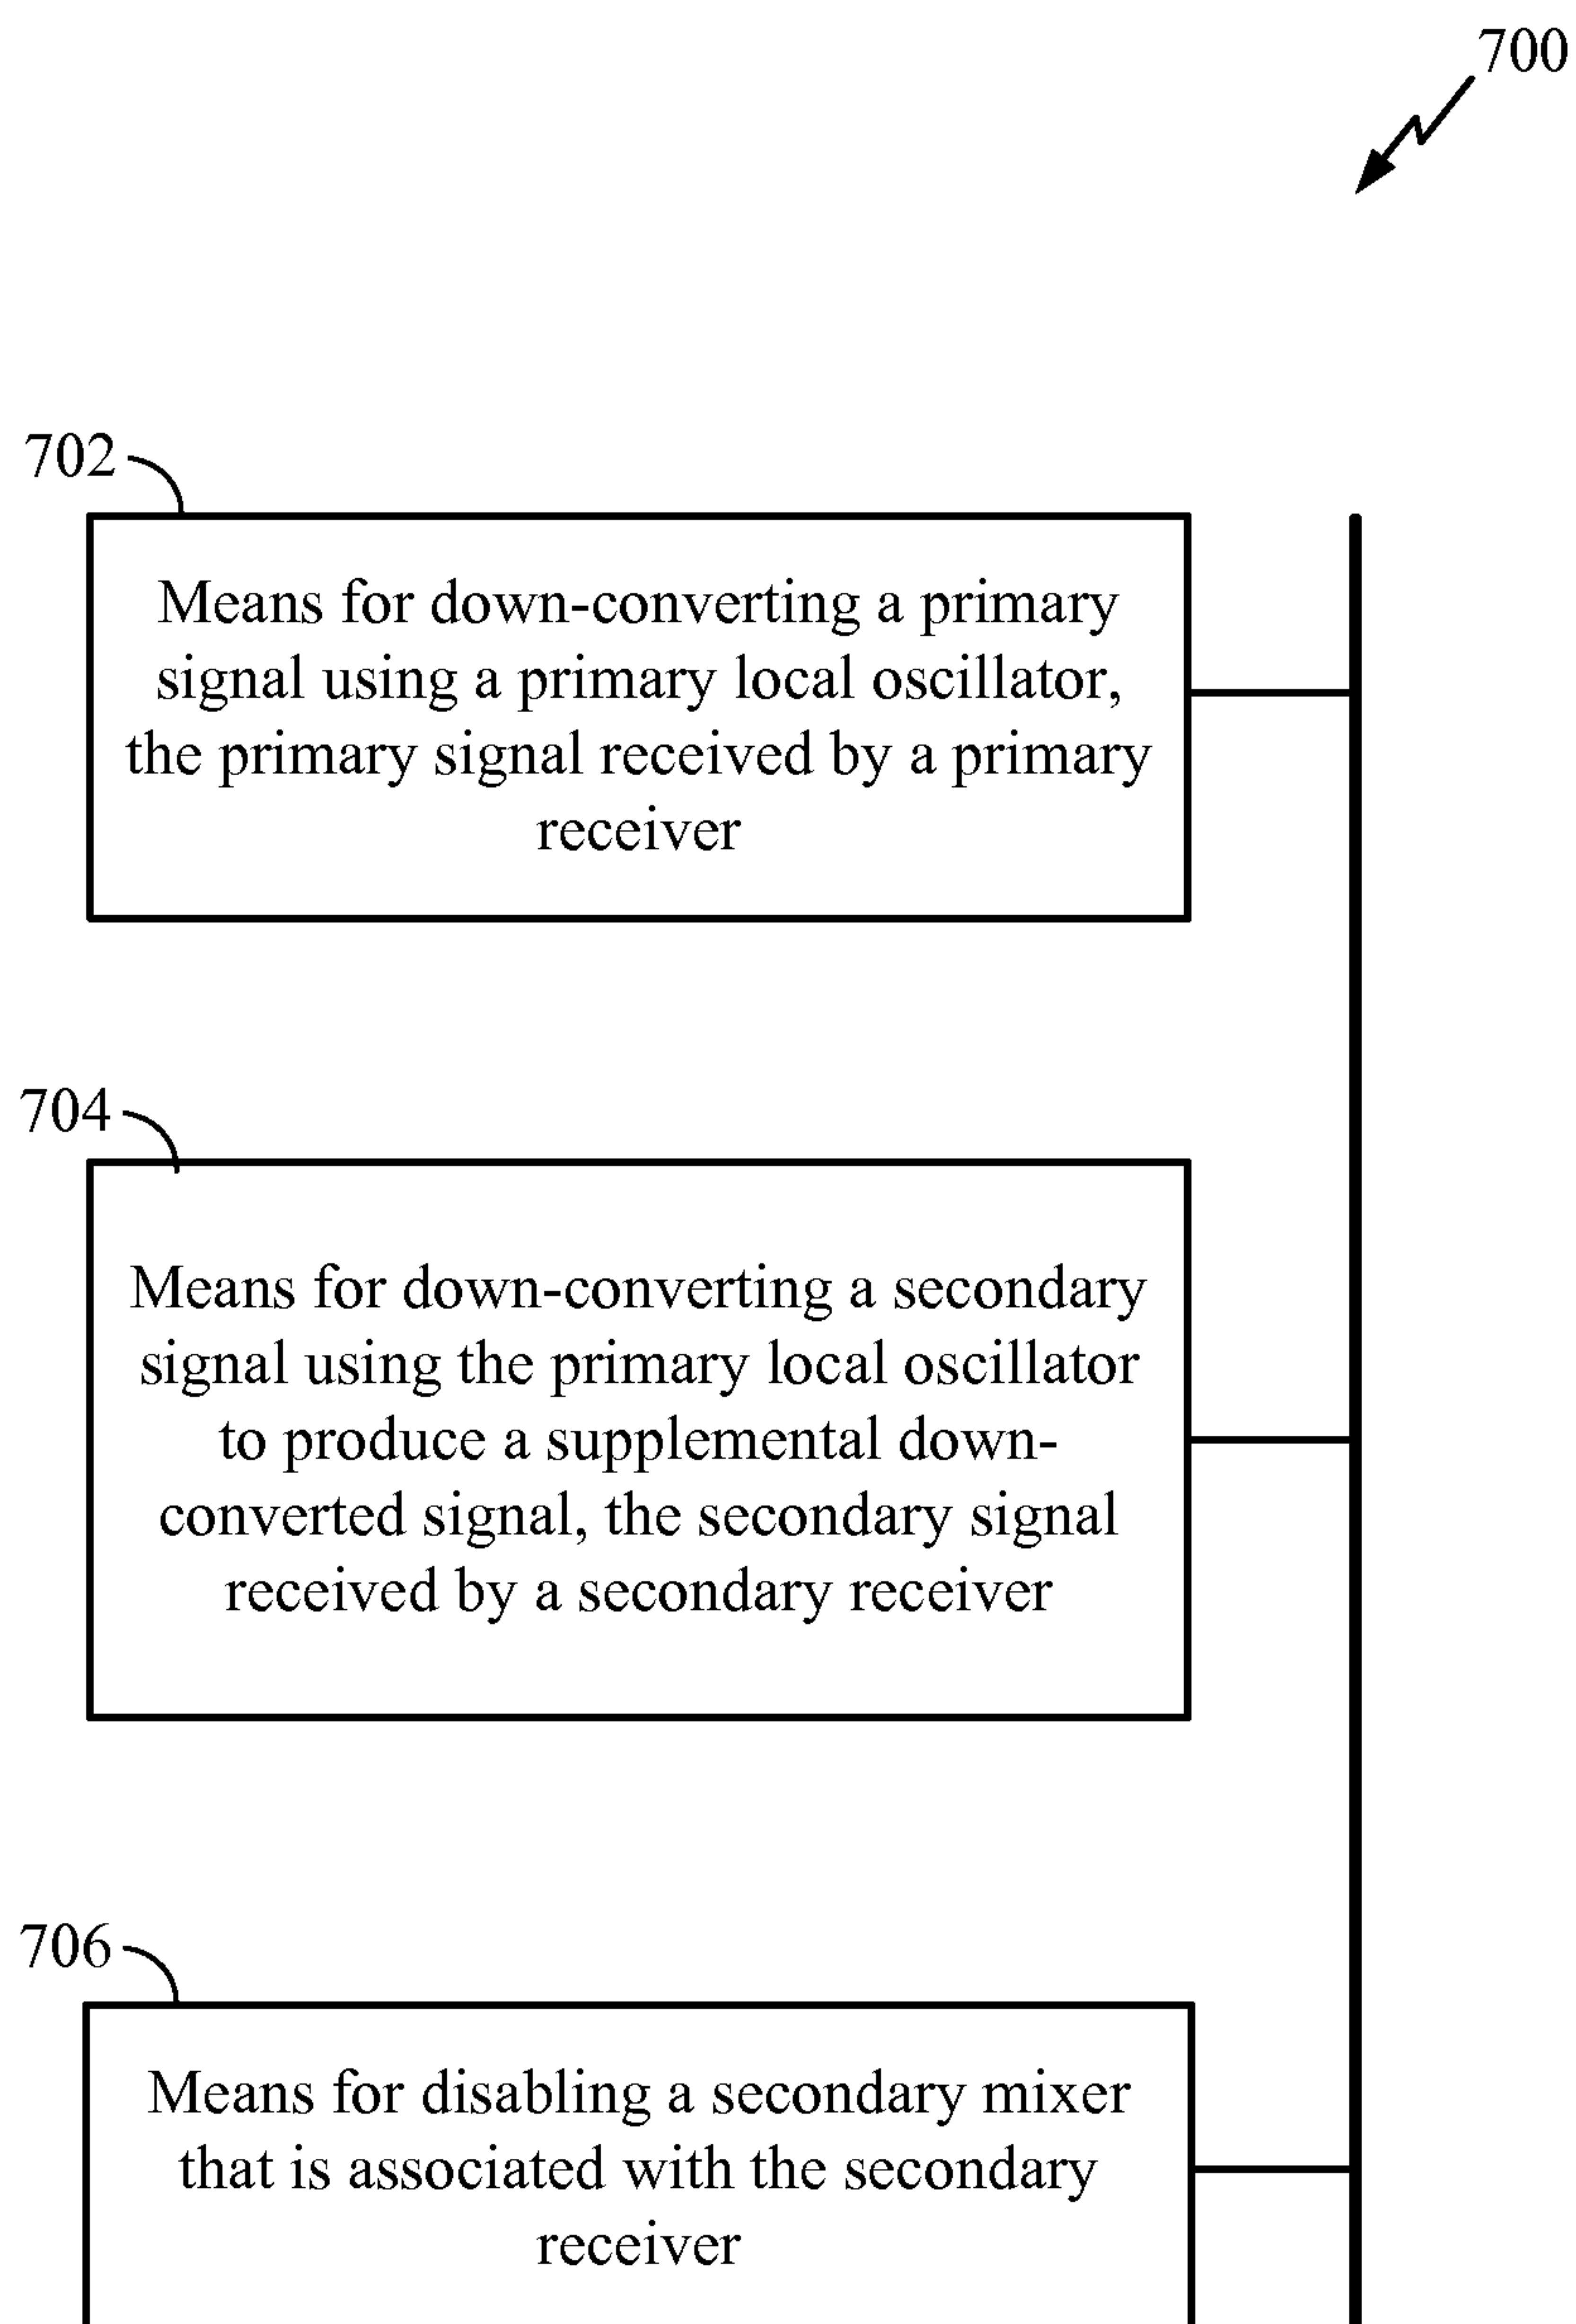 700
702
Means for down-converting a primary
signal using a primary local oscillator,
the primary signal received by a primary
receiver
704
Means for down-converting a secondary
signal using the primary local oscillator
to produce a supplemental down-
converted signal, the secondary signal
received by a secondary receiver
706
Means for disabling a secondary mixer
that is associated with the secondary
receiver